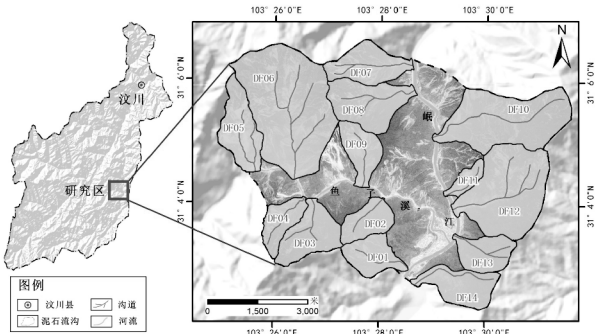 103°26′0″ 103°28′0″ 103°30′0″
N
汶川
研究区
31°6′0″
31°4′0″
31°6′0″
31°4′0″
DF06
DF07
DF08
DF10
DF05
DF09
岷
DF11
鱼
子
溪
江
DF12
DF04
DF02
DF03
DF01
DF13
DF14
图例
汶川县 沟道
泥石流沟 河流
0 1,500 3,000 米
103°26′0″ 103°28′0″ 103°30′0″